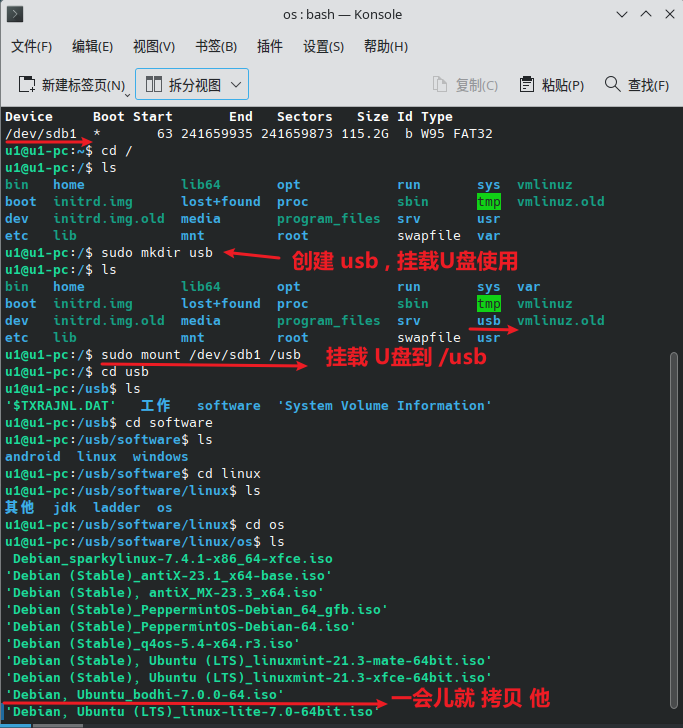 os : bash — Konsole
文件(F) 编辑(E) 视图(V) 书签(B) 插件 设置(S) 帮助(H)
新建标签页(N) 拆分视图 复制(C) 粘贴(P) 查找(F)
Device     Boot Start       End   Sectors   Size Id Type
/dev/sdb1  *       63 241659935 241659873 115.2G  b W95 FAT32
u1@u1-pc:~$ cd /
u1@u1-pc:/$ ls
bin   home            lib64       opt            run       sys  vmlinuz
boot  initrd.img      lost+found  proc           sbin      tmp  vmlinuz.old
dev   initrd.img.old  media       program_files  srv       usr
etc   lib             mnt         root           swapfile  var
u1@u1-pc:/$ sudo mkdir usb 创建 usb , 挂载U盘使用
u1@u1-pc:/$ ls
bin   home            lib64       opt            run       sys  var
boot  initrd.img      lost+found  proc           sbin      tmp  vmlinuz
dev   initrd.img.old  media       program_files  srv       usb  vmlinuz.old
etc   lib             mnt         root           swapfile  usr
u1@u1-pc:/$ sudo mount /dev/sdb1 /usb 挂载 U盘到 /usb
u1@u1-pc:/$ cd usb
u1@u1-pc:/usb$ ls
'$TXRAJNL.DAT'   工作   software  'System Volume Information'
u1@u1-pc:/usb$ cd software
u1@u1-pc:/usb/software$ ls
android  linux  windows
u1@u1-pc:/usb/software$ cd linux
u1@u1-pc:/usb/software/linux$ ls
其他  jdk  ladder  os
u1@u1-pc:/usb/software/linux$ cd os
u1@u1-pc:/usb/software/linux/os$ ls
Debian_sparkylinux-7.4.1-x86_64-xfce.iso
'Debian (Stable)_antiX-23.1_x64-base.iso'
'Debian (Stable), antiX_MX-23.3_x64.iso'
'Debian (Stable)_PeppermintOS-Debian_64_gfb.iso'
'Debian (Stable)_PeppermintOS-Debian-64.iso'
'Debian (Stable)_q4os-5.4-x64.r3.iso'
'Debian (Stable), Ubuntu (LTS)_linuxmint-21.3-mate-64bit.iso'
'Debian (Stable), Ubuntu (LTS)_linuxmint-21.3-xfce-64bit.iso'
'Debian, Ubuntu_bodhi-7.0.0-64.iso' 一会儿就 拷贝 他
'Debian, Ubuntu (LTS)_linux-lite-7.0-64bit.iso'